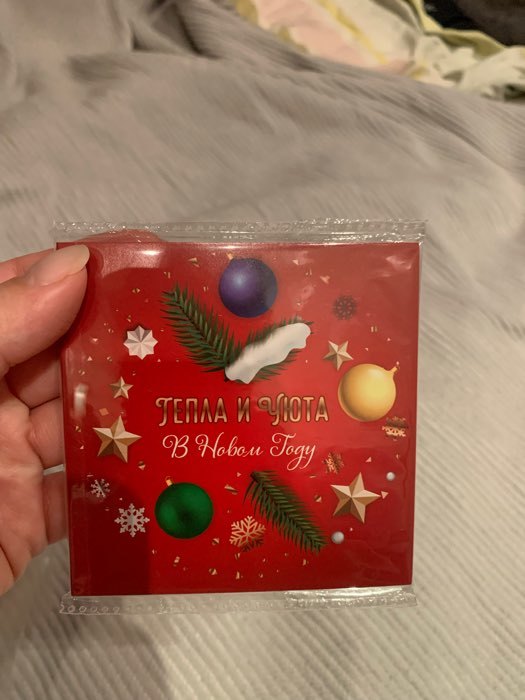 Тепла и Уюта
В Новом Году